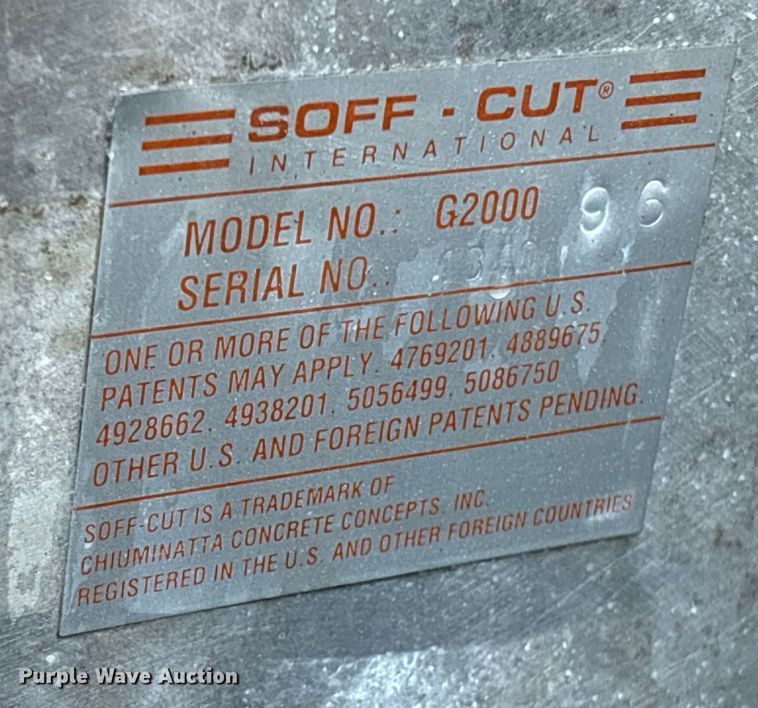 SOFF - CUT®
INTERNATIONAL
MODEL NO.: G2000 96
SERIAL NO.:
ONE OR MORE OF THE FOLLOWING U.S.
PATENTS MAY APPLY. 4769201, 4889675,
4928662, 4938201, 5056499, 5086750
OTHER U.S. AND FOREIGN PATENTS PENDING.
SOFF-CUT IS A TRADEMARK OF
CHIUMINATTA CONCRETE CONCEPTS, INC.
REGISTERED IN THE U.S. AND OTHER FOREIGN COUNTRIES
Purple Wave Auction